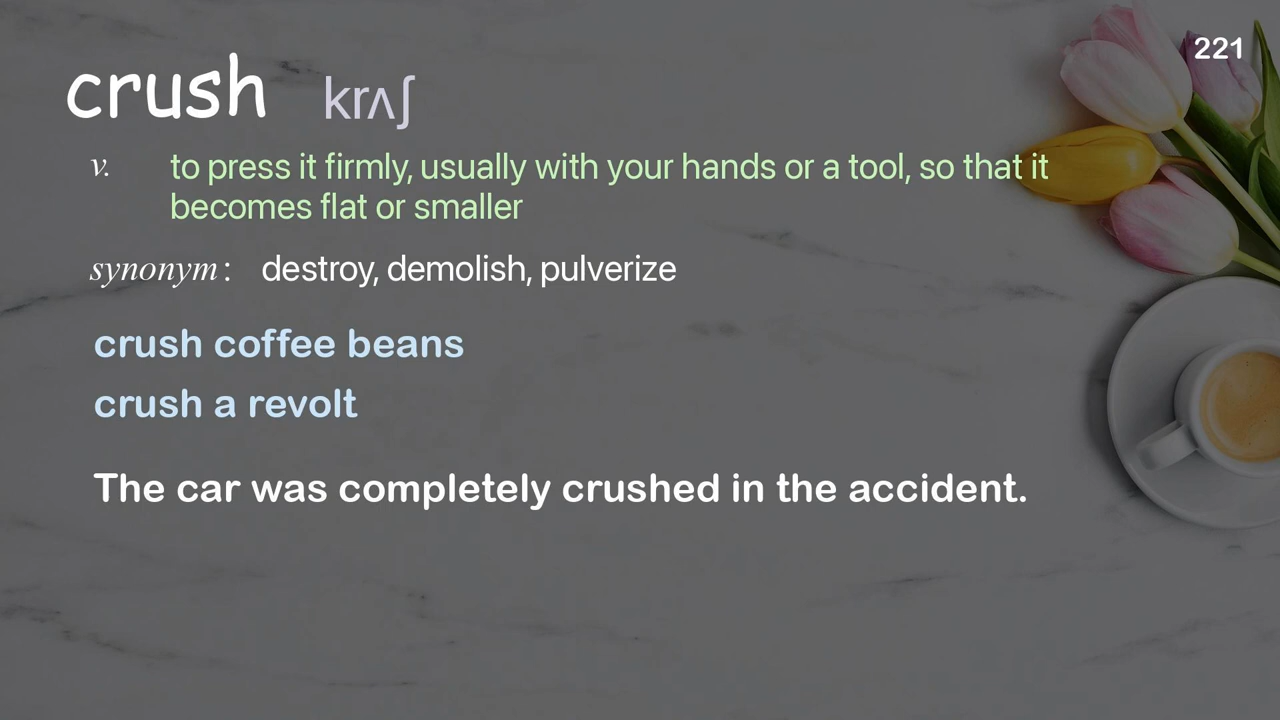 221
crush krʌʃ
v. to press it firmly, usually with your hands or a tool, so that it
becomes flat or smaller
synonym: destroy, demolish, pulverize
crush coffee beans
crush a revolt
The car was completely crushed in the accident.